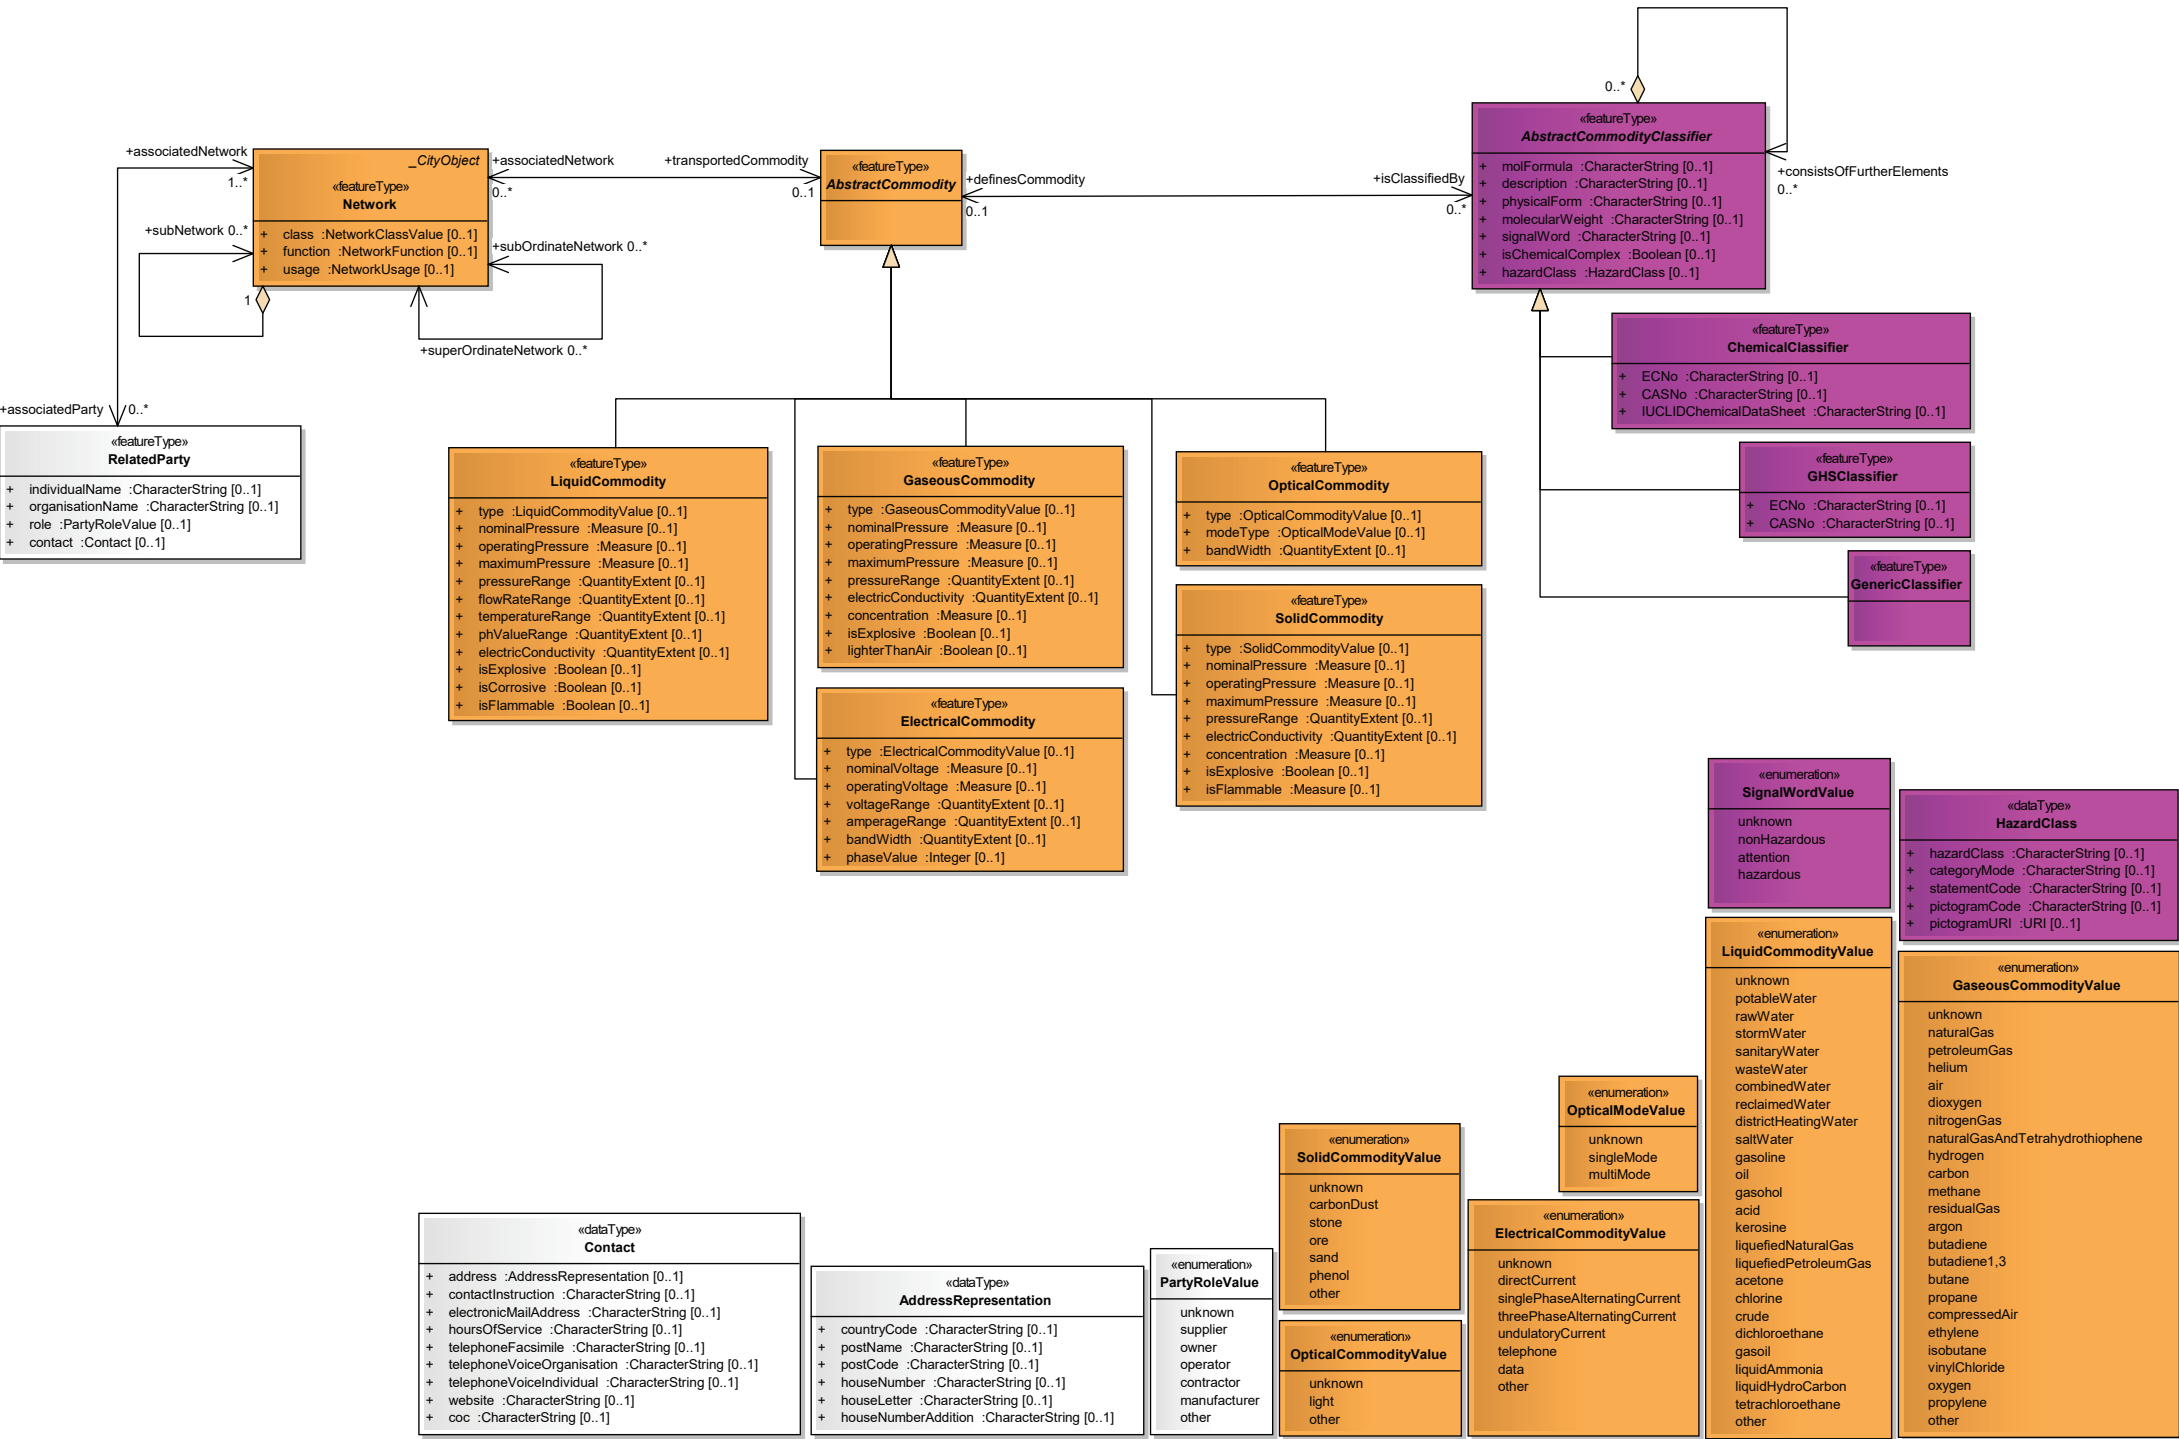 0..*
«featureType»
AbstractCommodityClassifier
+ molFormula :CharacterString [0..1]
+ description :CharacterString [0..1]
+ physicalForm :CharacterString [0..1]
+ molecularWeight :CharacterString [0..1]
+ signalWord :CharacterString [0..1]
+ isChemicalComplex :Boolean [0..1]
+ hazardClass :HazardClass [0..1]
+consistsOfFurtherElements
0..*
+associatedNetwork
1..*
_CityObject
«featureType»
Network
+ class :NetworkClassValue [0..1]
+ function :NetworkFunction [0..1]
+ usage :NetworkUsage [0..1]
+associatedNetwork
0..*
+transportedCommodity
0..1
«featureType»
AbstractCommodity
+definesCommodity
0..1
+isClassifiedBy
0..*
+subNetwork 0..*
1
+subOrdinateNetwork 0..*
+superOrdinateNetwork 0..*
+associatedParty
0..*
«featureType»
RelatedParty
+ individualName :CharacterString [0..1]
+ organisationName :CharacterString [0..1]
+ role :PartyRoleValue [0..1]
+ contact :Contact [0..1]
«featureType»
ChemicalClassifier
+ ECNo :CharacterString [0..1]
+ CASNo :CharacterString [0..1]
+ IUCLIDChemicalDataSheet :CharacterString [0..1]
«featureType»
GHSClassifier
+ ECNo :CharacterString [0..1]
+ CASNo :CharacterString [0..1]
«featureType»
GenericClassifier
«featureType»
LiquidCommodity
+ type :LiquidCommodityValue [0..1]
+ nominalPressure :Measure [0..1]
+ operatingPressure :Measure [0..1]
+ maximumPressure :Measure [0..1]
+ pressureRange :QuantityExtent [0..1]
+ flowRateRange :QuantityExtent [0..1]
+ temperatureRange :QuantityExtent [0..1]
+ phValueRange :QuantityExtent [0..1]
+ electricConductivity :QuantityExtent [0..1]
+ isExplosive :Boolean [0..1]
+ isCorrosive :Boolean [0..1]
+ isFlammable :Boolean [0..1]
«featureType»
GaseousCommodity
+ type :GaseousCommodityValue [0..1]
+ nominalPressure :Measure [0..1]
+ operatingPressure :Measure [0..1]
+ maximumPressure :Measure [0..1]
+ pressureRange :QuantityExtent [0..1]
+ electricConductivity :QuantityExtent [0..1]
+ concentration :Measure [0..1]
+ isExplosive :Boolean [0..1]
+ lighterThanAir :Boolean [0..1]
«featureType»
ElectricalCommodity
+ type :ElectricalCommodityValue [0..1]
+ nominalVoltage :Measure [0..1]
+ operatingVoltage :Measure [0..1]
+ voltageRange :QuantityExtent [0..1]
+ amperageRange :QuantityExtent [0..1]
+ bandWidth :QuantityExtent [0..1]
+ phaseValue :Integer [0..1]
«featureType»
OpticalCommodity
+ type :OpticalCommodityValue [0..1]
+ modeType :OpticalModeValue [0..1]
+ bandWidth :QuantityExtent [0..1]
«featureType»
SolidCommodity
+ type :SolidCommodityValue [0..1]
+ nominalPressure :Measure [0..1]
+ operatingPressure :Measure [0..1]
+ maximumPressure :Measure [0..1]
+ pressureRange :QuantityExtent [0..1]
+ electricConductivity :QuantityExtent [0..1]
+ concentration :Measure [0..1]
+ isExplosive :Boolean [0..1]
+ isFlammable :Measure [0..1]
«enumeration»
SignalWordValue
unknown
nonHazardous
attention
hazardous
«dataType»
HazardClass
+ hazardClass :CharacterString [0..1]
+ categoryMode :CharacterString [0..1]
+ statementCode :CharacterString [0..1]
+ pictogramCode :CharacterString [0..1]
+ pictogramURI :URI [0..1]
«dataType»
Contact
+ address :AddressRepresentation [0..1]
+ contactInstruction :CharacterString [0..1]
+ electronicMailAddress :CharacterString [0..1]
+ hoursOfService :CharacterString [0..1]
+ telephoneFacsimile :CharacterString [0..1]
+ telephoneVoiceOrganisation :CharacterString [0..1]
+ telephoneVoiceIndividual :CharacterString [0..1]
+ website :CharacterString [0..1]
+ coc :CharacterString [0..1]
«dataType»
AddressRepresentation
+ countryCode :CharacterString [0..1]
+ postName :CharacterString [0..1]
+ postCode :CharacterString [0..1]
+ houseNumber :CharacterString [0..1]
+ houseLetter :CharacterString [0..1]
+ houseNumberAddition :CharacterString [0..1]
«enumeration»
PartyRoleValue
unknown
supplier
owner
operator
contractor
manufacturer
other
«enumeration»
SolidCommodityValue
unknown
carbonDust
stone
ore
sand
phenol
other
«enumeration»
OpticalCommodityValue
unknown
light
other
«enumeration»
OpticalModeValue
unknown
singleMode
multiMode
«enumeration»
ElectricalCommodityValue
unknown
directCurrent
singlePhaseAlternatingCurrent
threePhaseAlternatingCurrent
undulatoryCurrent
telephone
data
other
«enumeration»
LiquidCommodityValue
unknown
potableWater
rawWater
stormWater
sanitaryWater
wasteWater
combinedWater
reclaimedWater
districtHeatingWater
saltWater
gasoline
oil
gasohol
acid
kerosine
liquefiedNaturalGas
liquefiedPetroleumGas
acetone
chlorine
crude
dichloroethane
gasoil
liquidAmmonia
liquidHydroCarbon
tetrachloroethane
other
«enumeration»
GaseousCommodityValue
unknown
naturalGas
petroleumGas
helium
air
dioxygen
nitrogenGas
naturalGasAndTetrahydrothiophene
hydrogen
carbon
methane
residualGas
argon
butadiene
butadiene1,3
butane
propane
compressedAir
ethylene
isobutane
vinylChloride
oxygen
propylene
other